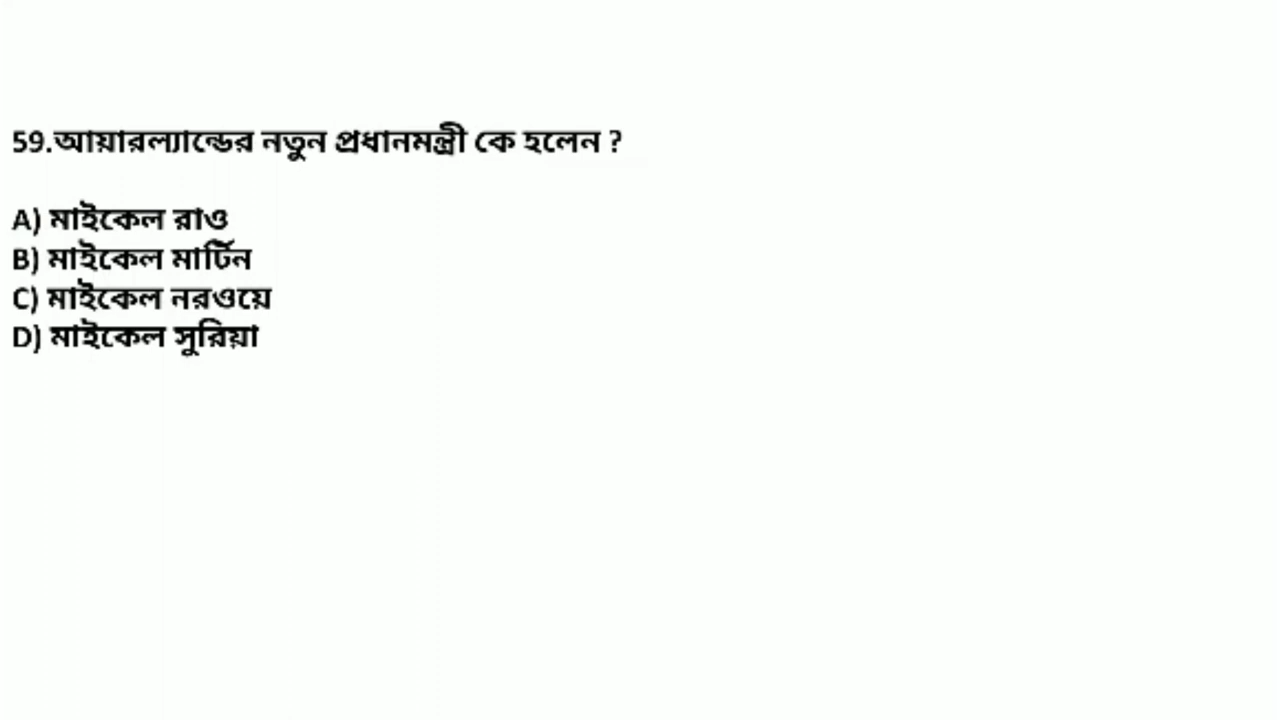 59.আয়ারল্যান্ডের নতুন প্রধানমন্ত্রী কে হলেন ?
A) মাইকেল রাও
B) মাইকেল মার্টিন
C) মাইকেল নরওয়ে
D) মাইকেল সুরিয়া